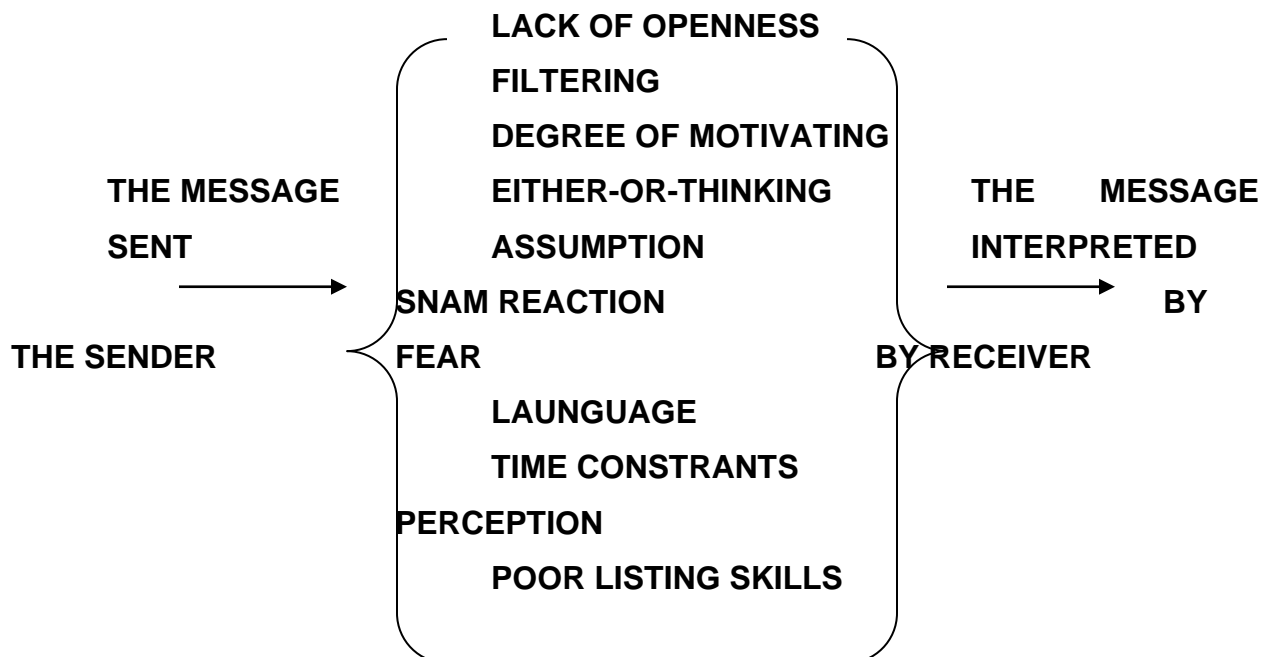 LACK OF OPENNESS
FILTERING
DEGREE OF MOTIVATING
THE MESSAGE EITHER-OR-THINKING THE MESSAGE
SENT ASSUMPTION INTERPRETED
SNAM REACTION BY
THE SENDER FEAR BY RECEIVER
LAUNGUAGE
TIME CONSTRANTS
PERCEPTION
POOR LISTING SKILLS